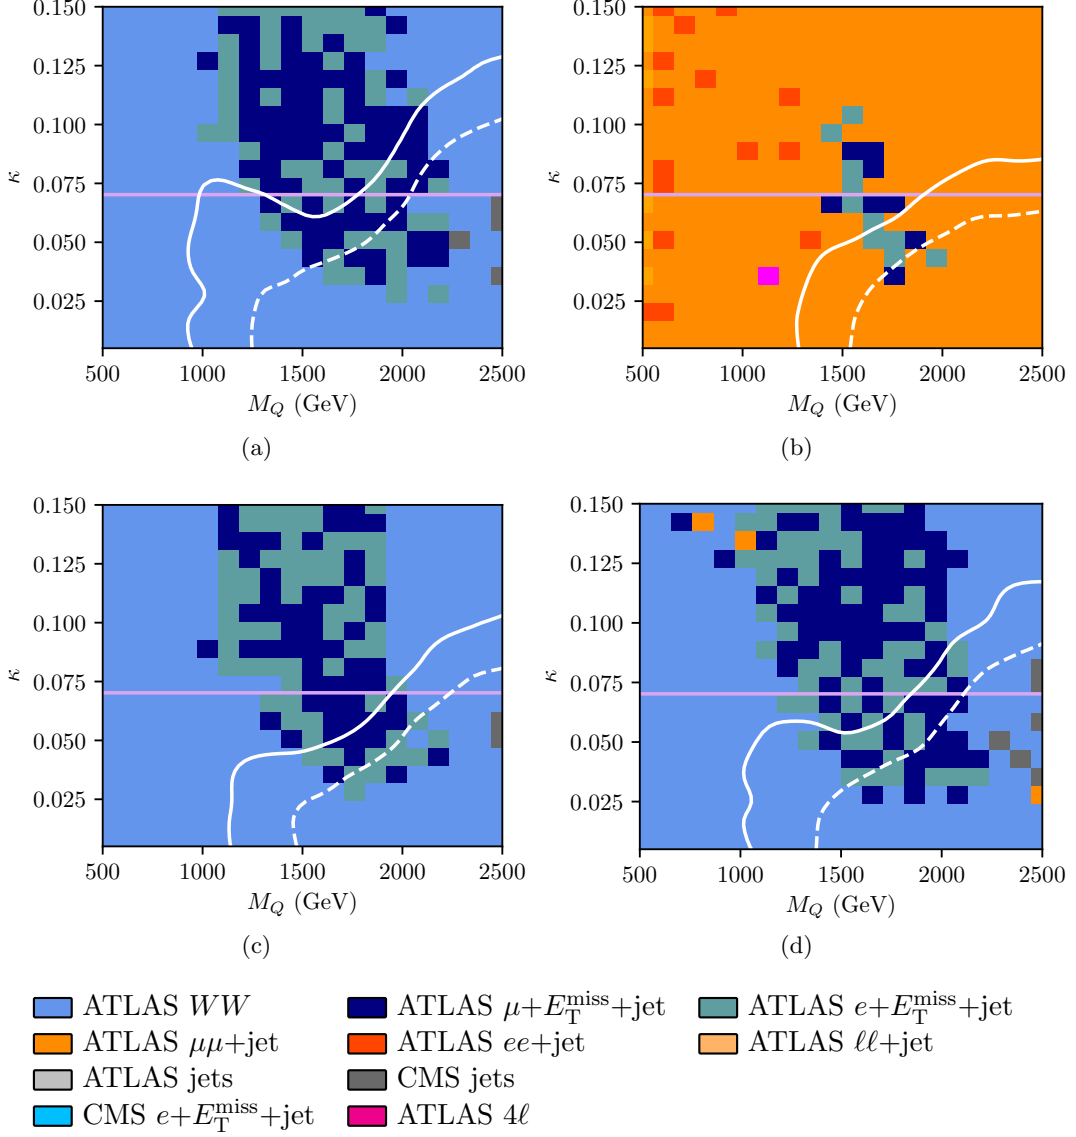 0.150
0.125
0.100
0.075
0.050
0.025
κ
500 1000 1500 2000 2500
M_Q (GeV)
(a)
0.150
0.125
0.100
0.075
0.050
0.025
κ
500 1000 1500 2000 2500
M_Q (GeV)
(b)
0.150
0.125
0.100
0.075
0.050
0.025
κ
500 1000 1500 2000 2500
M_Q (GeV)
(c)
0.150
0.125
0.100
0.075
0.050
0.025
κ
500 1000 1500 2000 2500
M_Q (GeV)
(d)
ATLAS WW ATLAS μ+E_T^miss+jet ATLAS e+E_T^miss+jet
ATLAS μμ+jet ATLAS ee+jet ATLAS ℓℓ+jet
ATLAS jets CMS jets
CMS e+E_T^miss+jet ATLAS 4ℓ